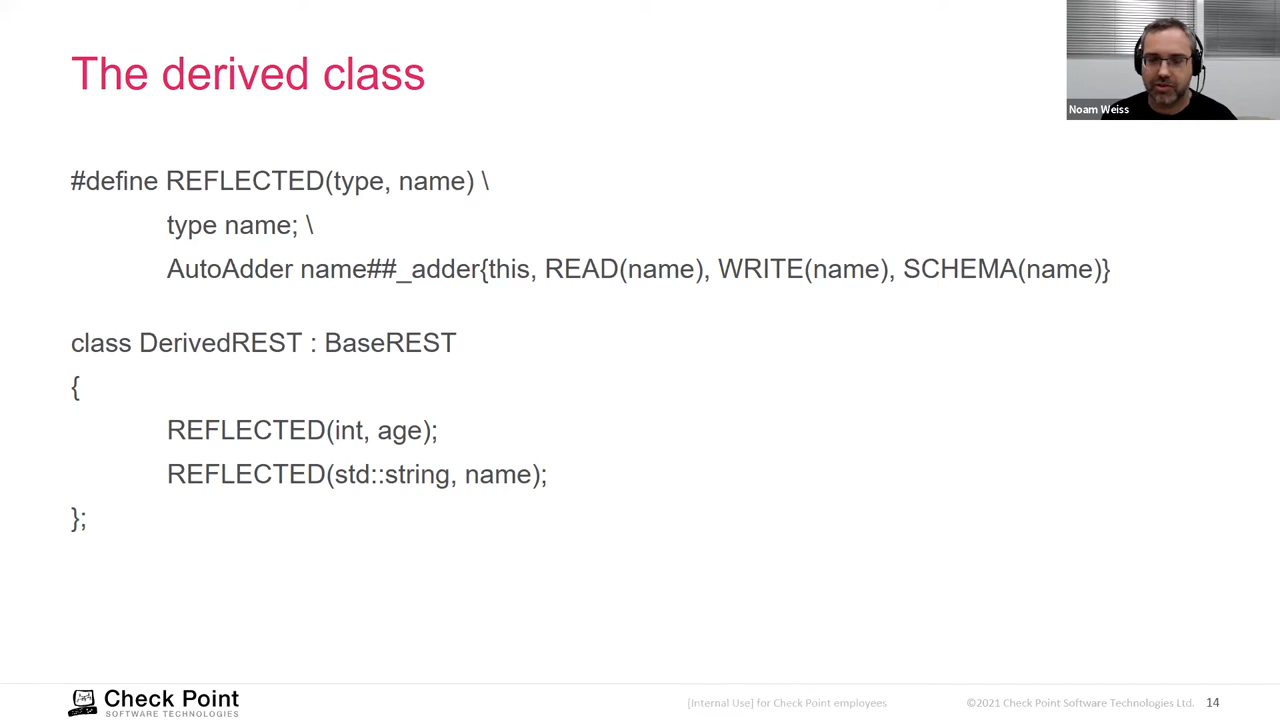 The derived class
Noam Weiss
#define REFLECTED(type, name) \
type name; \
AutoAdder name##_adder{this, READ(name), WRITE(name), SCHEMA(name)}
class DerivedREST : BaseREST
{
REFLECTED(int, age);
REFLECTED(std::string, name);
};
Check Point
SOFTWARE TECHNOLOGIES
[Internal Use] for Check Point employees
©2021 Check Point Software Technologies Ltd.
14